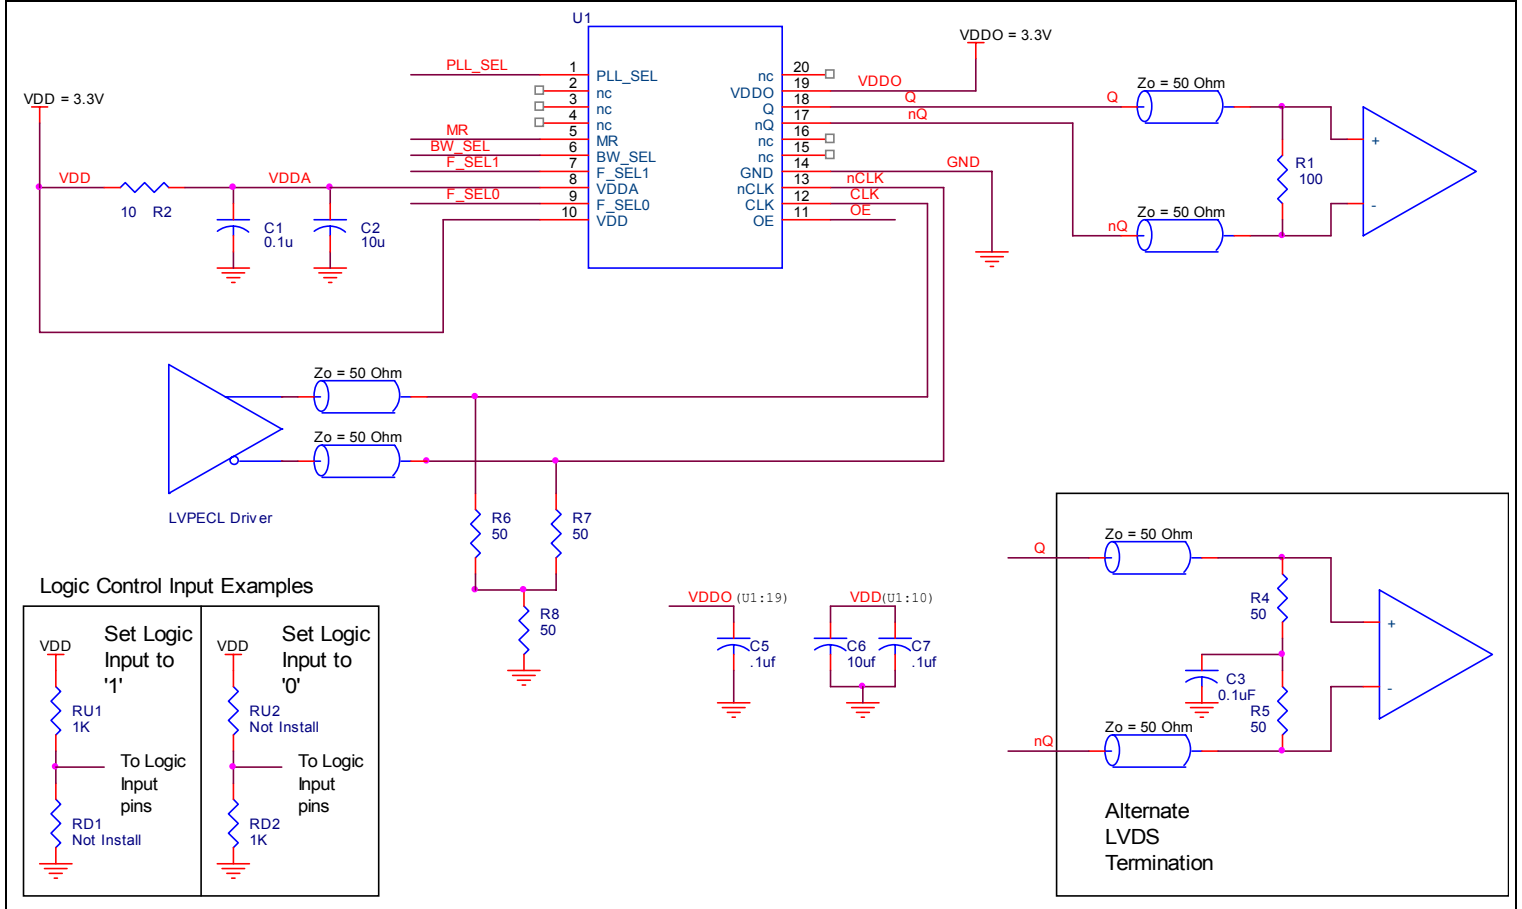 U1
VDDO = 3.3V
PLL_SEL
1
PLL_SEL
2
nc
3
nc
4
nc
MR
5
MR
BW_SEL
6
BW_SEL
F_SEL1
7
F_SEL1
8
VDDA
F_SEL0
9
F_SEL0
10
VDD
20
nc
19
VDDO
VDDO
18
Q
Q
17
nQ
nQ
16
nc
15
nc
14
GND
GND
13
nCLK
nCLK
12
CLK
CLK
11
OE
OE
VDD = 3.3V
VDD
10 R2
VDDA
C1
0.1u
C2
10u
Q
Zo = 50 Ohm
R1
100
+
-
nQ
Zo = 50 Ohm
Zo = 50 Ohm
Zo = 50 Ohm
LVPECL Driver
R6
50
R7
50
R8
50
Logic Control Input Examples
VDD
Set Logic
Input to
'1'
RU1
1K
To Logic
Input
pins
RD1
Not Install
VDD
Set Logic
Input to
'0'
RU2
Not Install
To Logic
Input
pins
RD2
1K
VDDO (U1:19)
C5
.1uf
VDD(U1:10)
C6
10uf
C7
.1uf
Q
Zo = 50 Ohm
R4
50
+
-
C3
0.1uF
R5
50
nQ
Zo = 50 Ohm
Alternate
LVDS
Termination